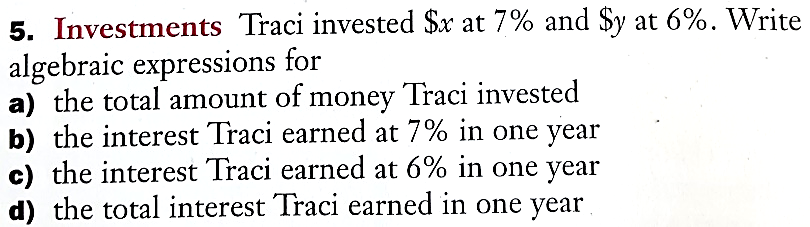 5. Investments Traci invested $x at 7% and $y at 6%. Write
algebraic expressions for
a) the total amount of money Traci invested
b) the interest Traci earned at 7% in one year
c) the interest Traci earned at 6% in one year
d) the total interest Traci earned in one year